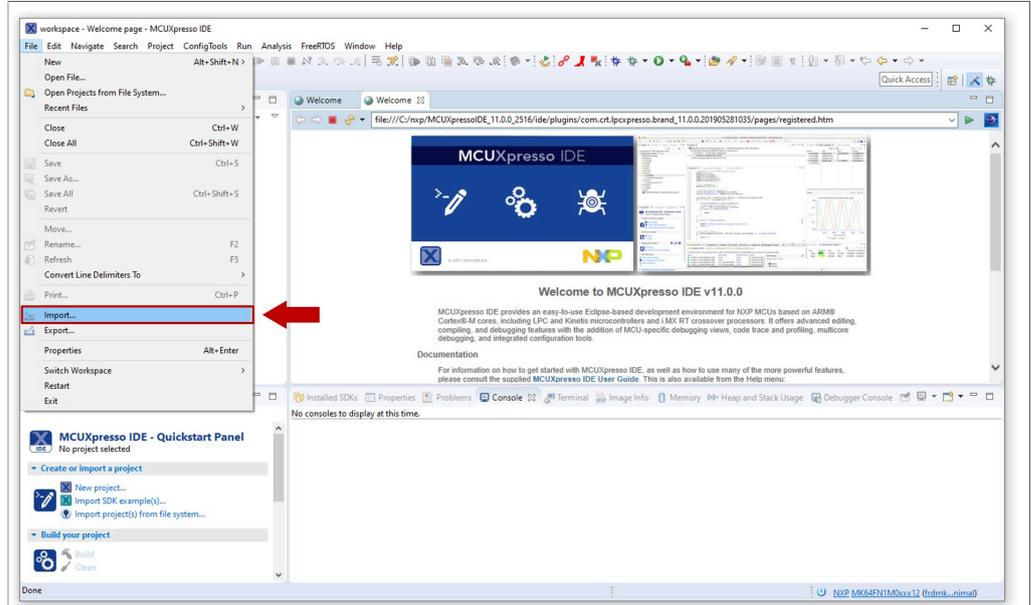 workspace - Welcome page - MCUXpresso IDE
File Edit Navigate Search Project ConfigTools Run Analysis FreeRTOS Window Help
New Alt+Shift+N >
Open File...
Open Projects from File System...
Recent Files >
Close Ctrl+W
Close All Ctrl+Shift+W
Save Ctrl+S
Save As...
Save All Ctrl+Shift+S
Revert
Move...
Rename... F2
Refresh F5
Convert Line Delimiters To >
Print... Ctrl+P
Import...
Export...
Properties Alt+Enter
Switch Workspace >
Restart
Exit
Quick Access
Welcome Welcome
file:///C:/nxp/MCUXpressoIDE_11.0.0_2516/ide/plugins/com.crt.lpcxpresso.brand_11.0.0.201905281035/pages/registered.htm
MCUXpresso IDE
NXP
Welcome to MCUXpresso IDE v11.0.0
MCUXpresso IDE provides an easy-to-use Eclipse-based development environment for NXP MCUs based on ARM®
Cortex®-M cores, including LPC and Kinetis microcontrollers and i.MX RT crossover processors. It offers advanced editing,
compiling, and debugging features with the addition of MCU-specific debugging views, code trace and profiling, multicore
debugging, and integrated configuration tools.
Documentation
For information on how to get started with MCUXpresso IDE, as well as how to use many of the more powerful features,
please consult the supplied MCUXpresso IDE User Guide. This is also available from the Help menu:
Installed SDKs Properties Problems Console Terminal Image Info Memory Heap and Stack Usage Debugger Console
No consoles to display at this time.
MCUXpresso IDE - Quickstart Panel
IDE No project selected
Create or import a project
New project...
Import SDK example(s)...
Import project(s) from file system...
Build your project
Build
Clean
Done
NXP MK64FN1M0xxx12 (frdmk...nimal)